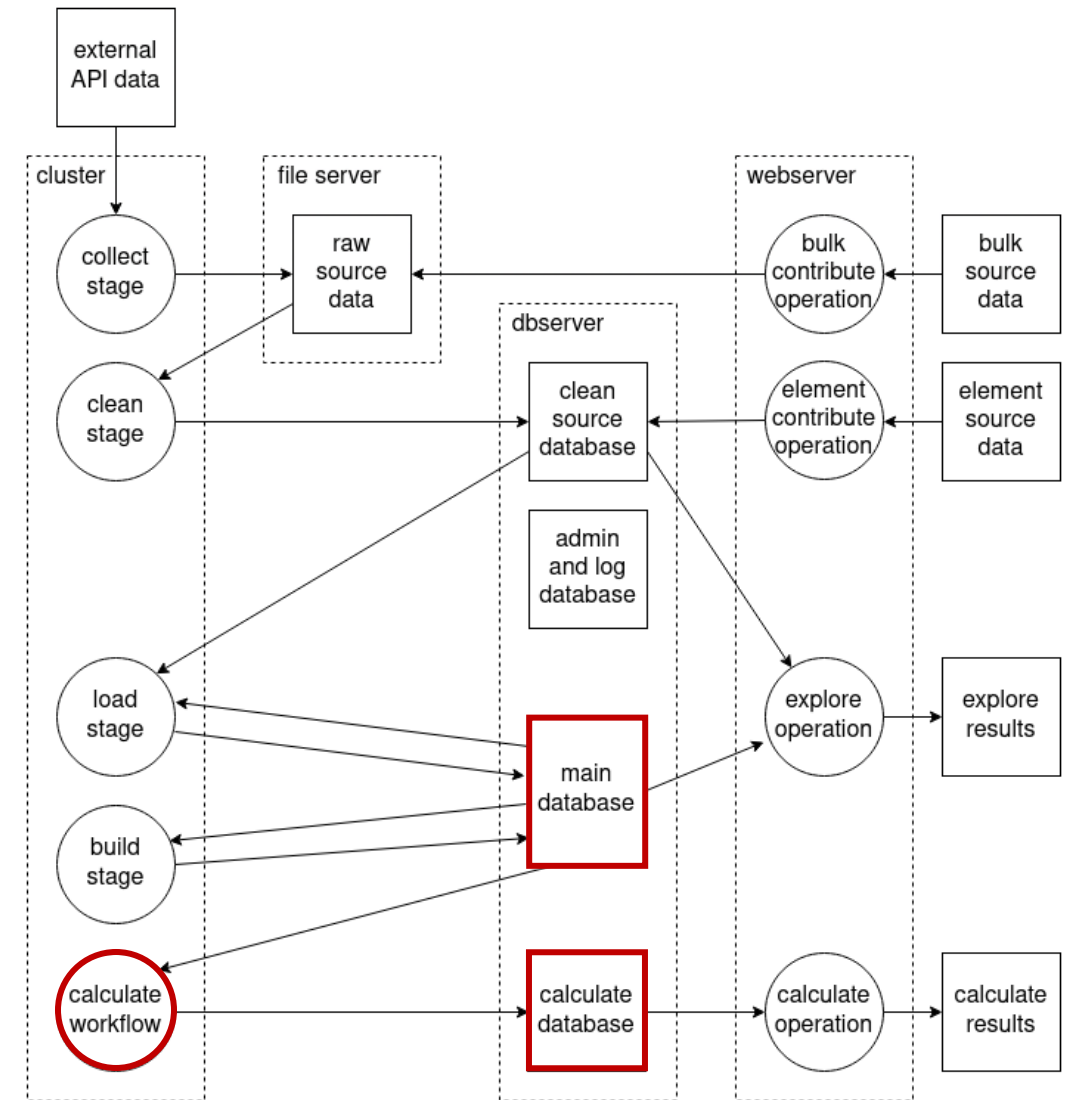 external
API data
cluster
file server
webserver
collect
stage
raw
source
data
bulk
contribute
operation
bulk
source
data
dbserver
clean
stage
clean
source
database
element
contribute
operation
element
source
data
admin
and log
database
load
stage
main
database
explore
operation
explore
results
build
stage
calculate
workflow
calculate
database
calculate
operation
calculate
results